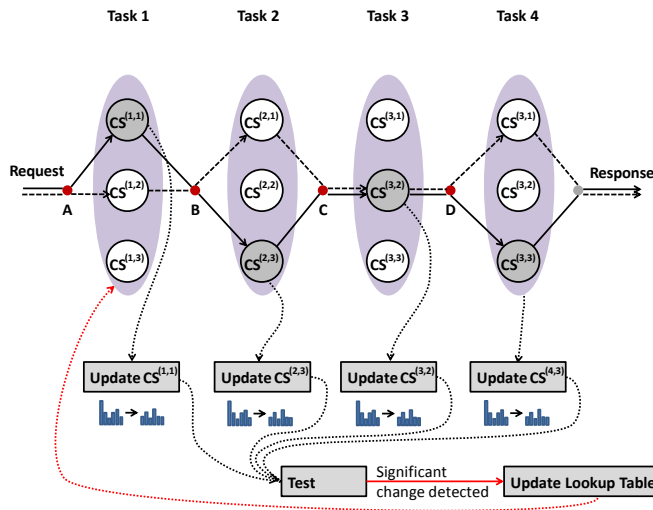 Task 1
Task 2
Task 3
Task 4
CS(1,1)
CS(2,1)
CS(3,1)
CS(3,1)
Request
CS(1,2)
CS(2,2)
CS(3,2)
CS(3,2)
Response
A
B
C
D
CS(1,3)
CS(2,3)
CS(3,3)
CS(3,3)
Update CS(1,1)
Update CS(2,3)
Update CS(3,2)
Update CS(4,3)
Test
Significant
change detected
Update Lookup Table